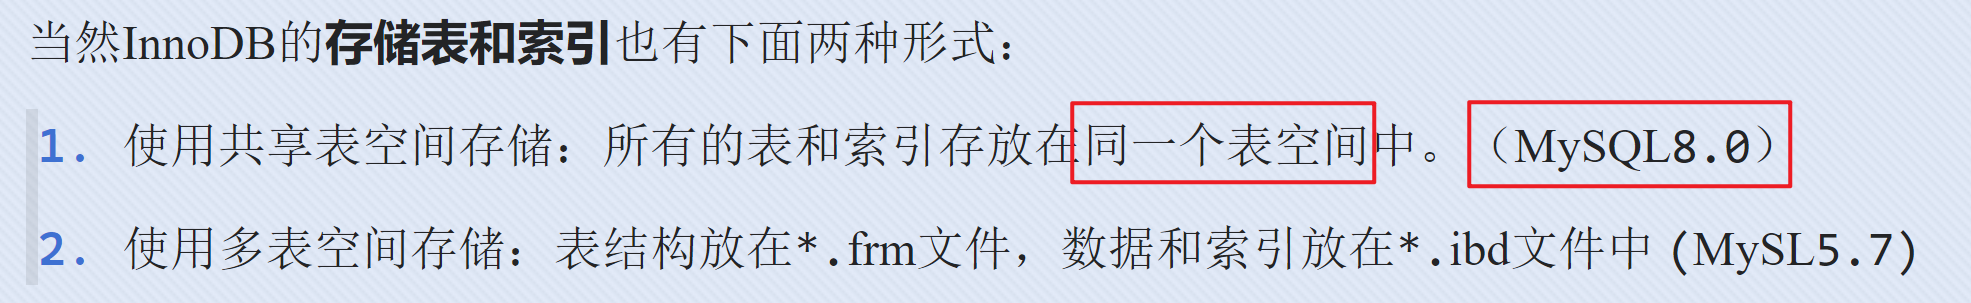 当然InnoDB的存储表和索引也有下面两种形式：
1. 使用共享表空间存储：所有的表和索引存放在同一个表空间中。（MySQL8.0）
2. 使用多表空间存储：表结构放在*.frm文件，数据和索引放在*.ibd文件中 (MySL5.7)